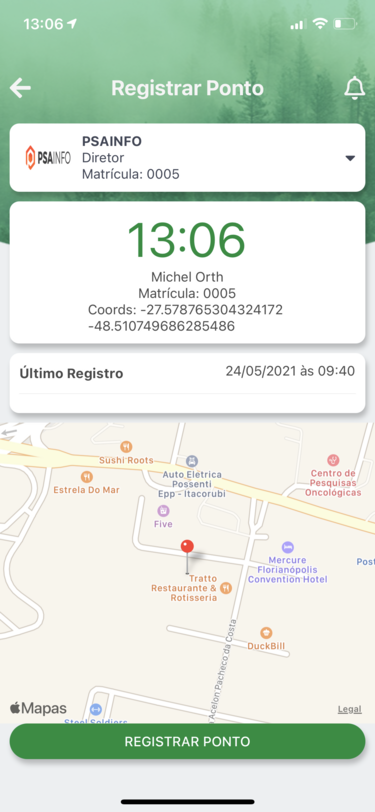 13:06
Registrar Ponto
PSAINFO
PSAINFO
Diretor
Matrícula: 0005
13:06
Michel Orth
Matrícula: 0005
Coords: -27.578765304324172
-48.510749686285486
Último Registro
24/05/2021 às 09:40
Sushi Roots
Auto Elétrica
Possenti
Epp - Itacorubi
Centro de
Pesquisas
Oncológicas
Estrela Do Mar
Five
Mercure
Florianópolis
Convention Hotel
Post
Tratto
Restaurante &
Rotisseria
DuckBill
a Acelon Pacheco da Costa
Mapas
Legal
Steel Soldiers
REGISTRAR PONTO